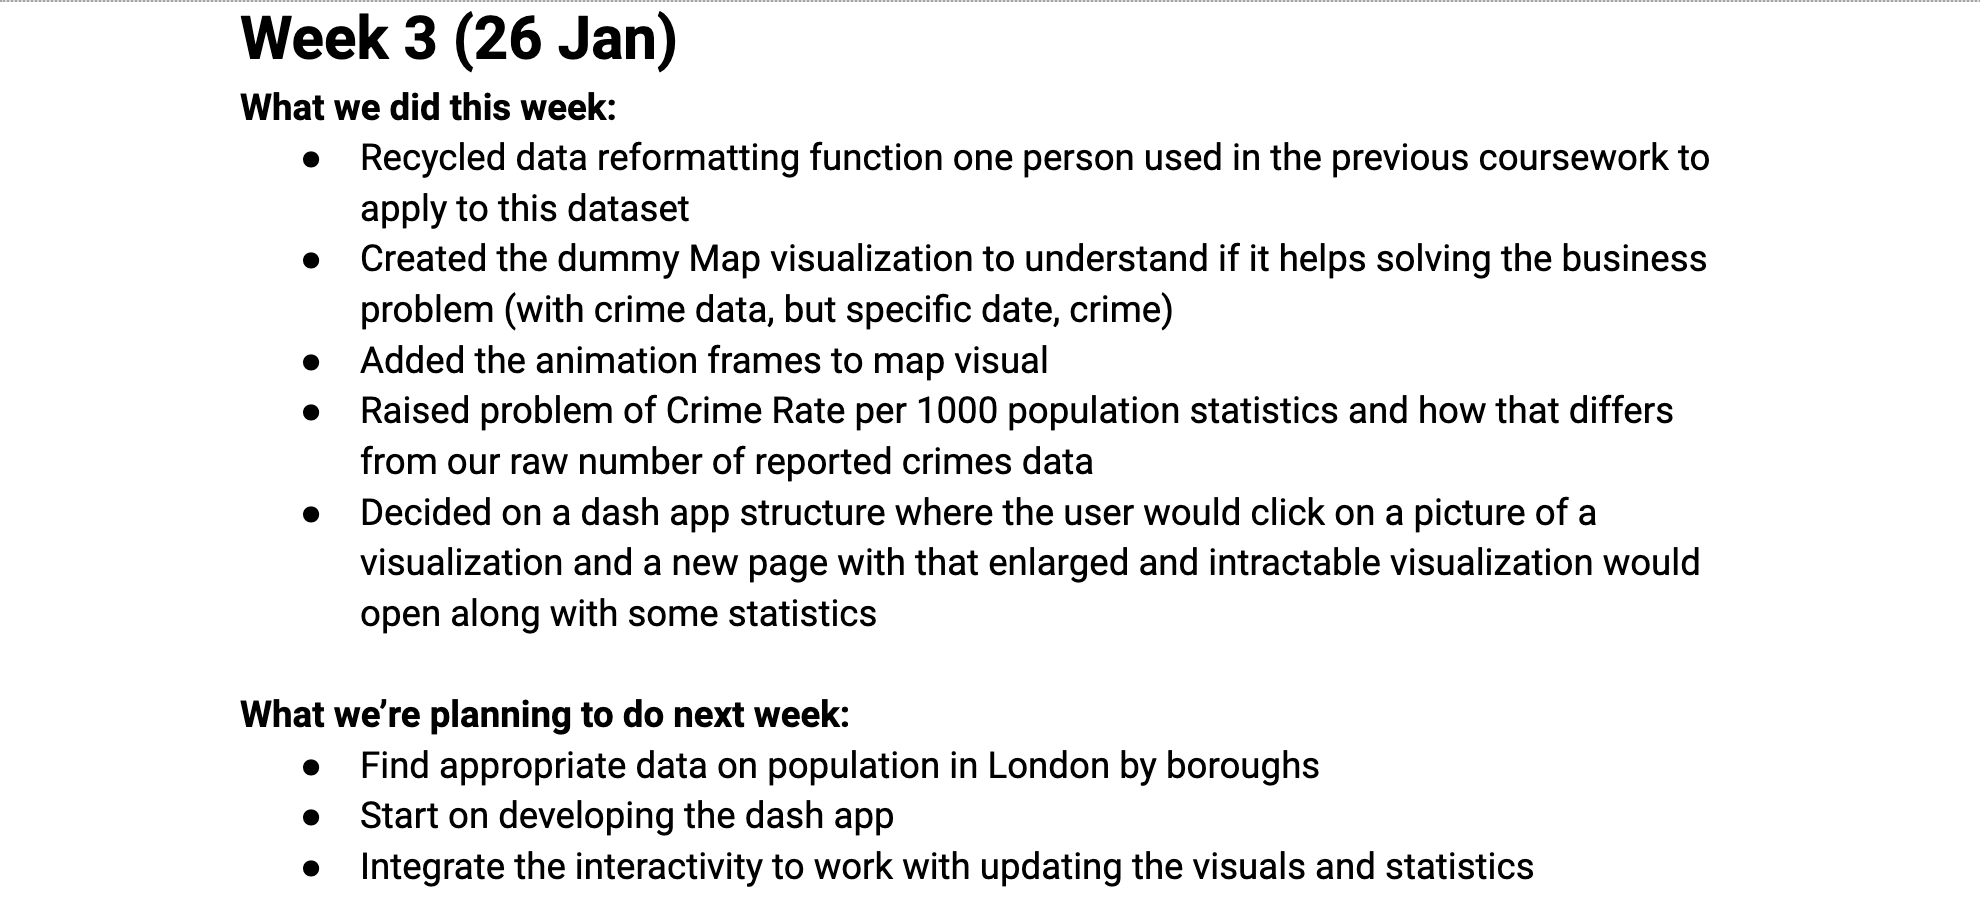 Week 3 (26 Jan)
What we did this week:
● Recycled data reformatting function one person used in the previous coursework to
apply to this dataset
● Created the dummy Map visualization to understand if it helps solving the business
problem (with crime data, but specific date, crime)
● Added the animation frames to map visual
● Raised problem of Crime Rate per 1000 population statistics and how that differs
from our raw number of reported crimes data
● Decided on a dash app structure where the user would click on a picture of a
visualization and a new page with that enlarged and intractable visualization would
open along with some statistics
What we’re planning to do next week:
● Find appropriate data on population in London by boroughs
● Start on developing the dash app
● Integrate the interactivity to work with updating the visuals and statistics